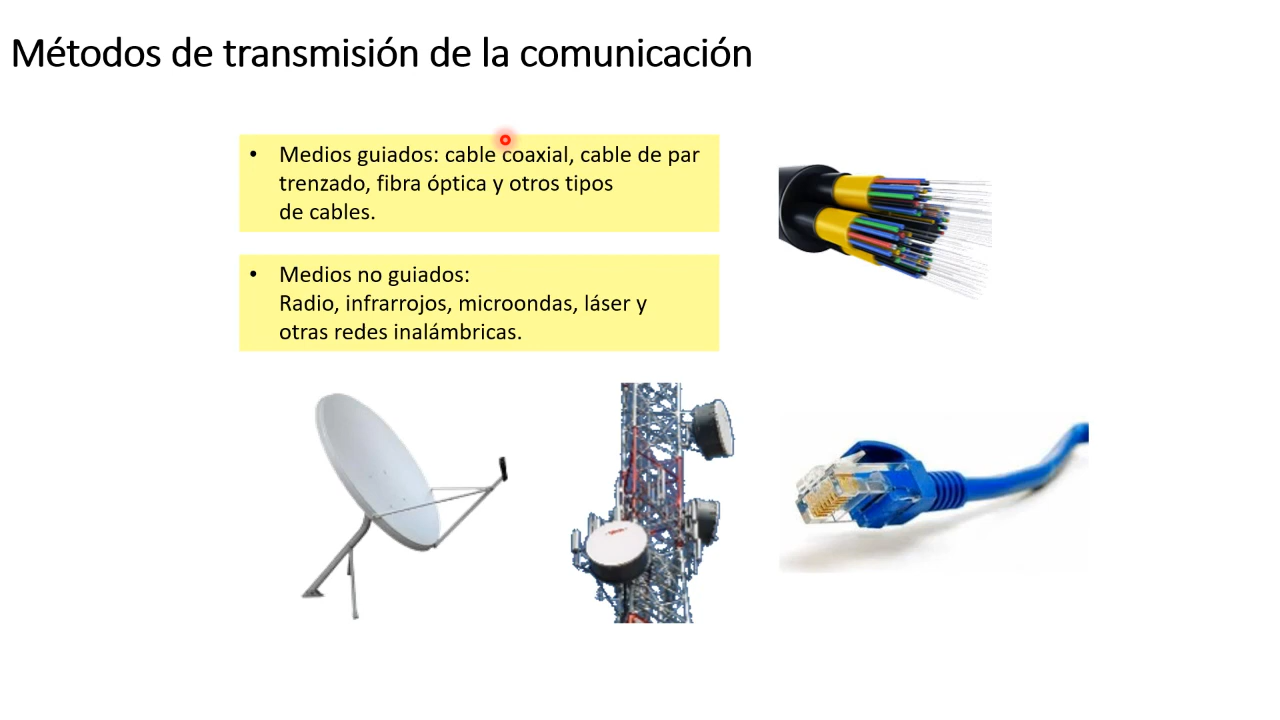 Métodos de transmisión de la comunicación
• Medios guiados: cable coaxial, cable de par
trenzado, fibra óptica y otros tipos
de cables.
• Medios no guiados:
Radio, infrarrojos, microondas, láser y
otras redes inalámbricas.